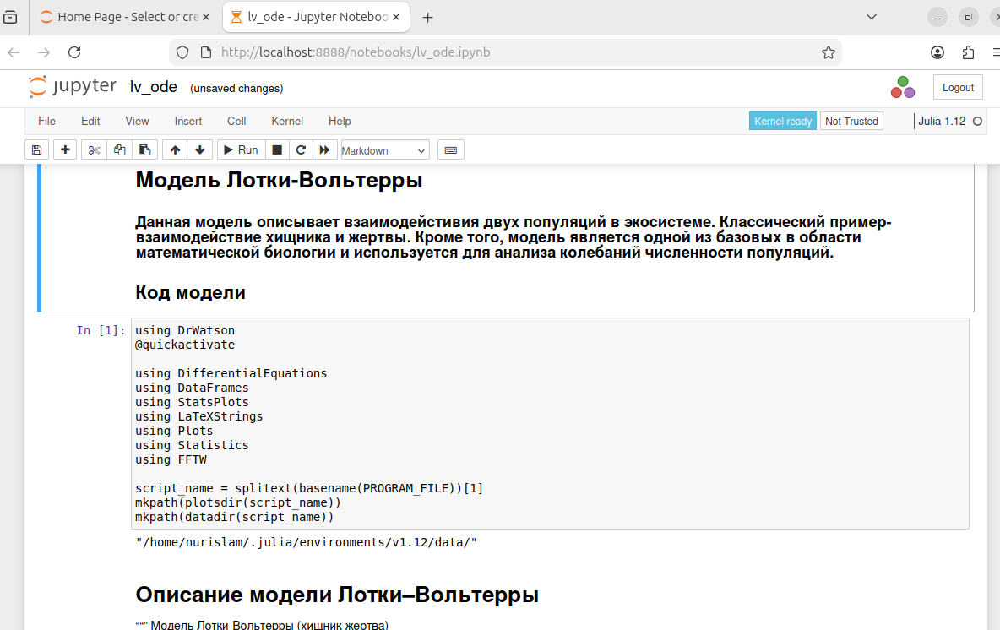 Home Page - Select or cre
lv_ode - Jupyter Noteboo
http://localhost:8888/notebooks/lv_ode.ipynb
jupyter lv_ode (unsaved changes)
Logout
File Edit View Insert Cell Kernel Help
Kernel ready Not Trusted Julia 1.12
Run Markdown
Модель Лотки-Вольтерры
Данная модель описывает взаимодейстивия двух популяций в экосистеме. Классический пример-
взаимодействие хищника и жертвы. Кроме того, модель является одной из базовых в области
математической биологии и используется для анализа колебаний численности популяций.
Код модели
In [1]: using DrWatson
@quickactivate
using DifferentialEquations
using DataFrames
using StatsPlots
using LaTeXStrings
using Plots
using Statistics
using FFTW
script_name = splitext(basename(PROGRAM_FILE))[1]
mkpath(plotsdir(script_name))
mkpath(datadir(script_name))
"/home/nurislam/.julia/environments/v1.12/data/"
Описание модели Лотки–Вольтерры
““” Модель Лотки-Вольтерры (хищник-жертва)